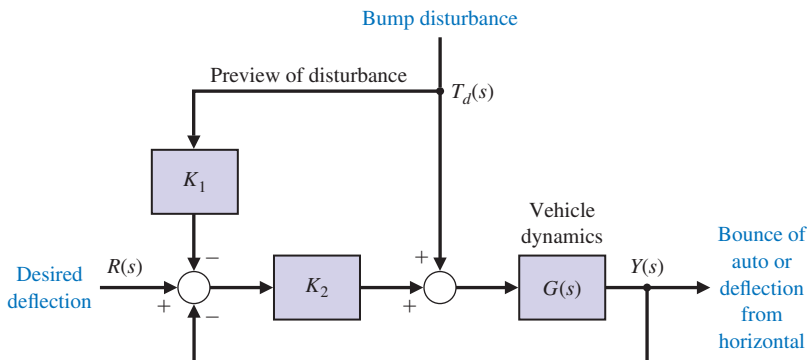 Bump disturbance
Preview of disturbance
T_d(s)
K_1
Vehicle
dynamics
−
+
Desired
deflection
R(s)
+
−
K_2
+
G(s)
Y(s)
Bounce of
auto or
deflection
from
horizontal